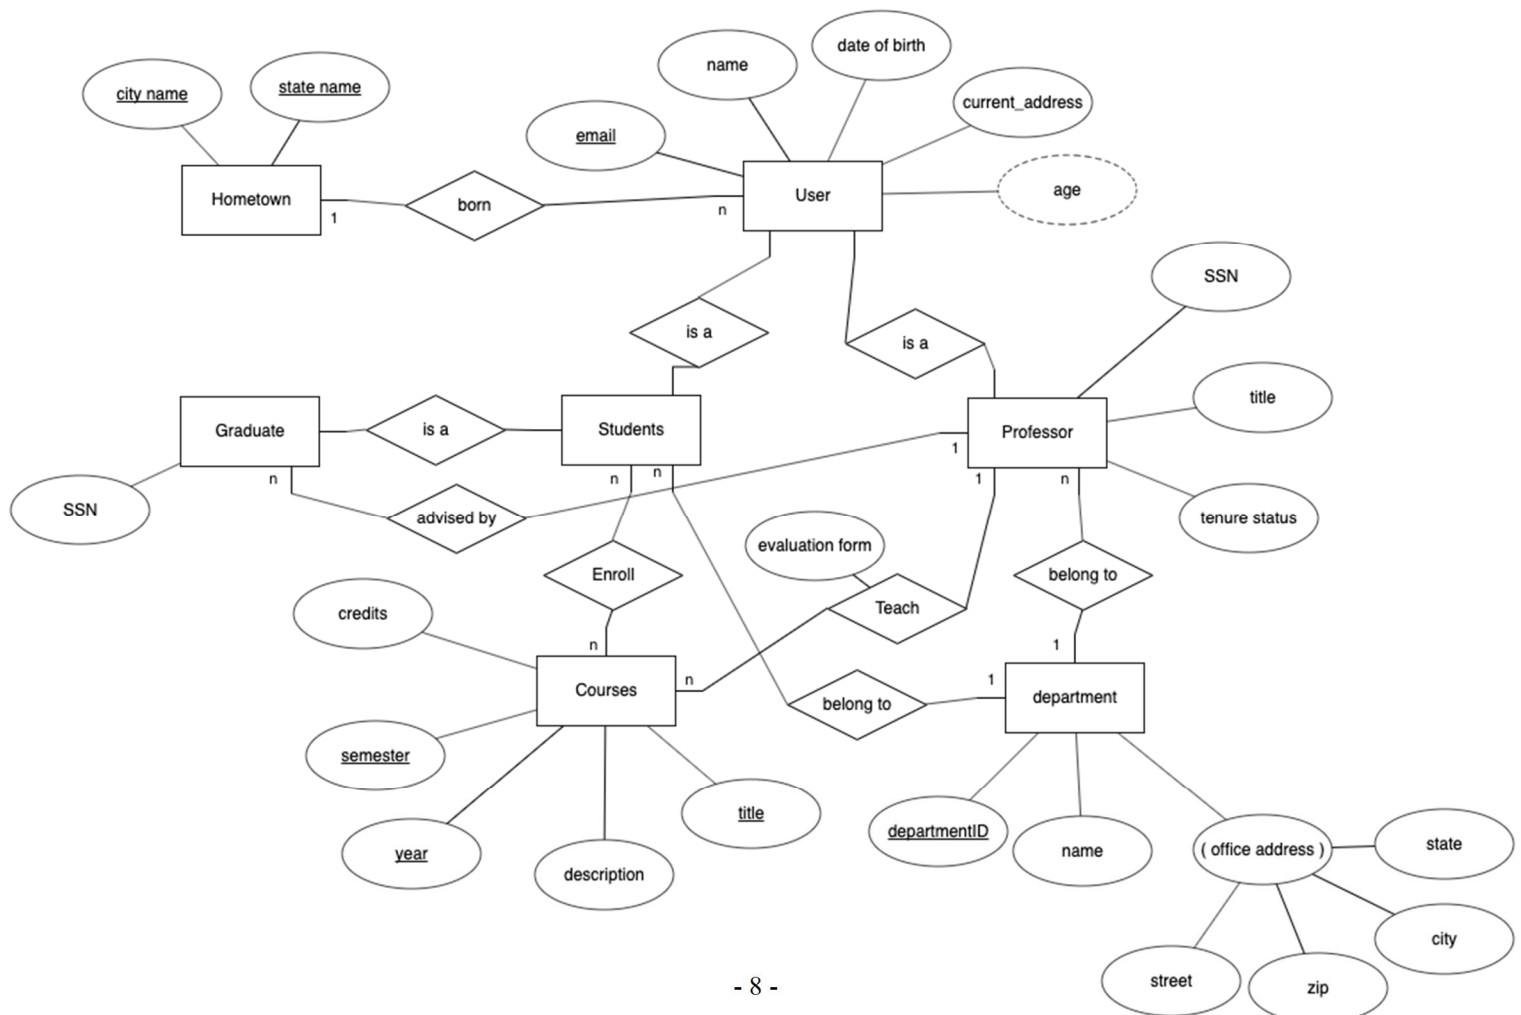 date of birth
name
city name
state name
current_address
email
age
Hometown
born
User
1
n
SSN
is a
is a
title
Graduate
is a
Students
Professor
1
n
n
n
1
n
SSN
advised by
tenure status
evaluation form
Enroll
belong to
Teach
credits
n
1
Courses
n
1
belong to
department
semester
title
departmentID
year
name
( office address )
state
description
city
street
zip
- 8 -